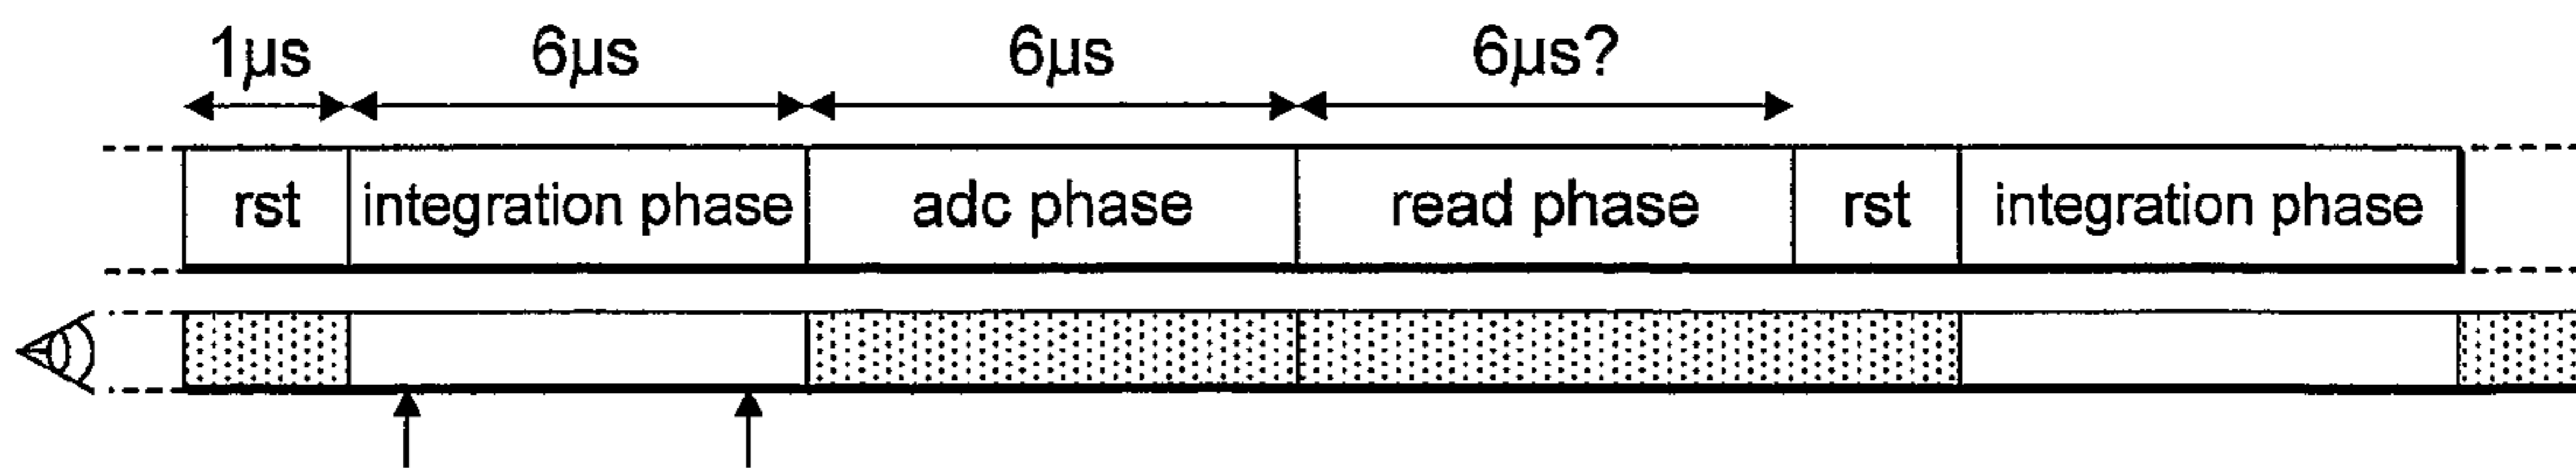 1µs 6µs 6µs 6µs?
rst integration phase adc phase read phase rst integration phase